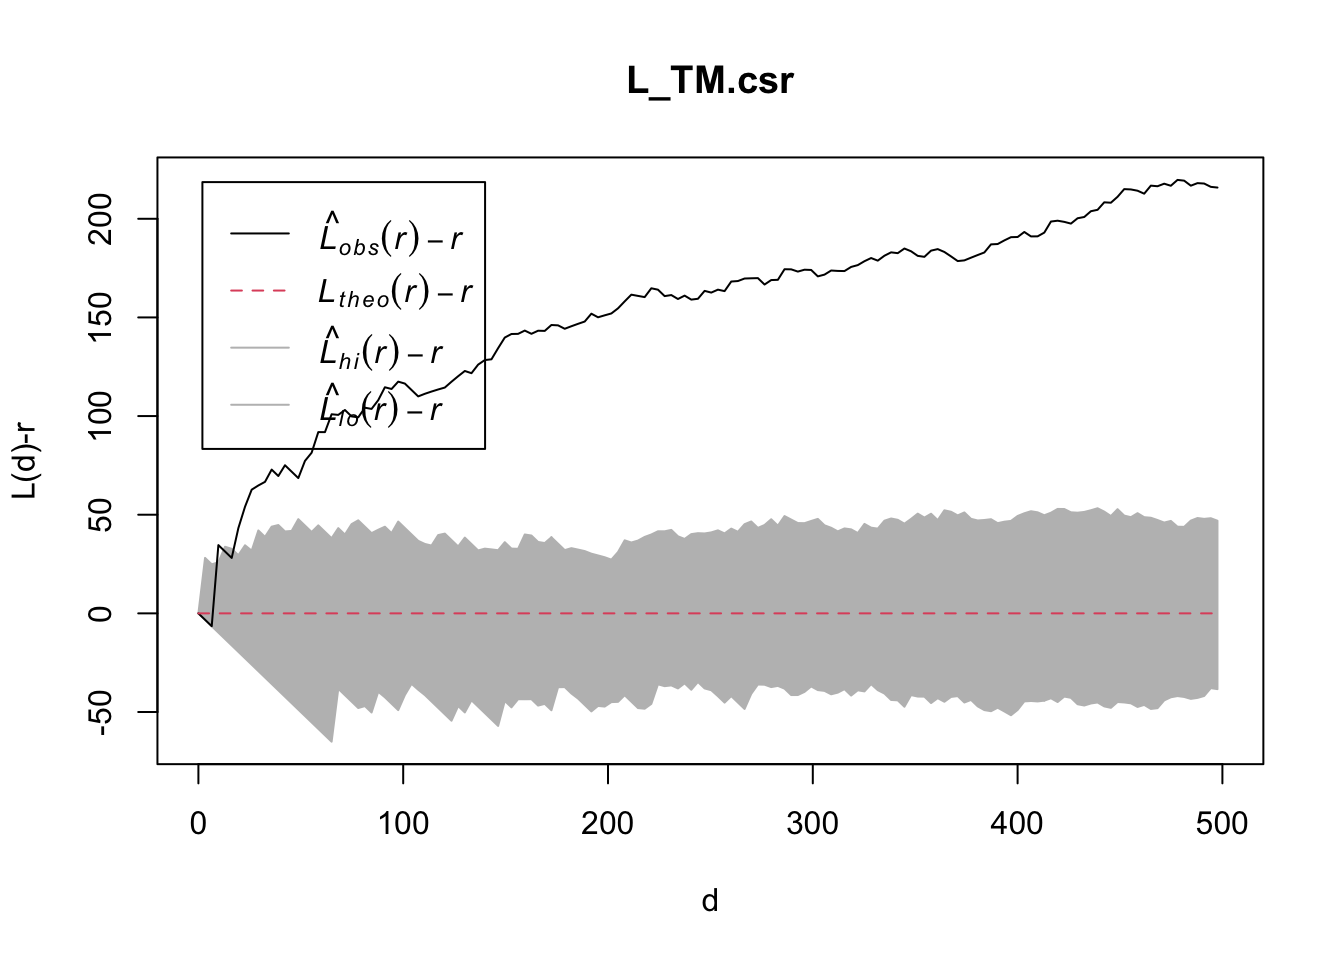 L_TM.csr
L̂obs(r) − r
Ltheo(r) − r
L̂hi(r) − r
L̂lo(r) − r
L(d)-r
200
150
100
50
0
-50
0 100 200 300 400 500
d